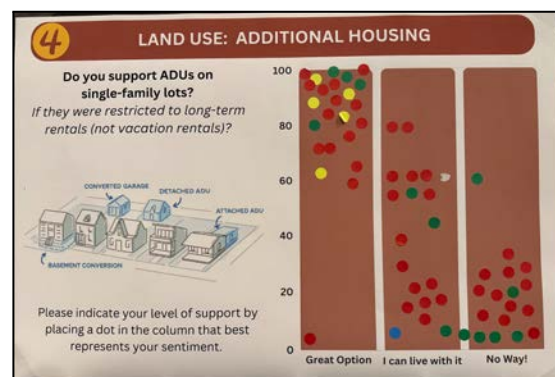 4
LAND USE: ADDITIONAL HOUSING
Do you support ADUs on
single-family lots?
If they were restricted to long-term
rentals (not vacation rentals)?
CONVERTED GARAGE
DETACHED ADU
ATTACHED ADU
BASEMENT CONVERSION
Please indicate your level of support by
placing a dot in the column that best
represents your sentiment.
100
80
60
40
20
0
Great Option
I can live with it
No Way!